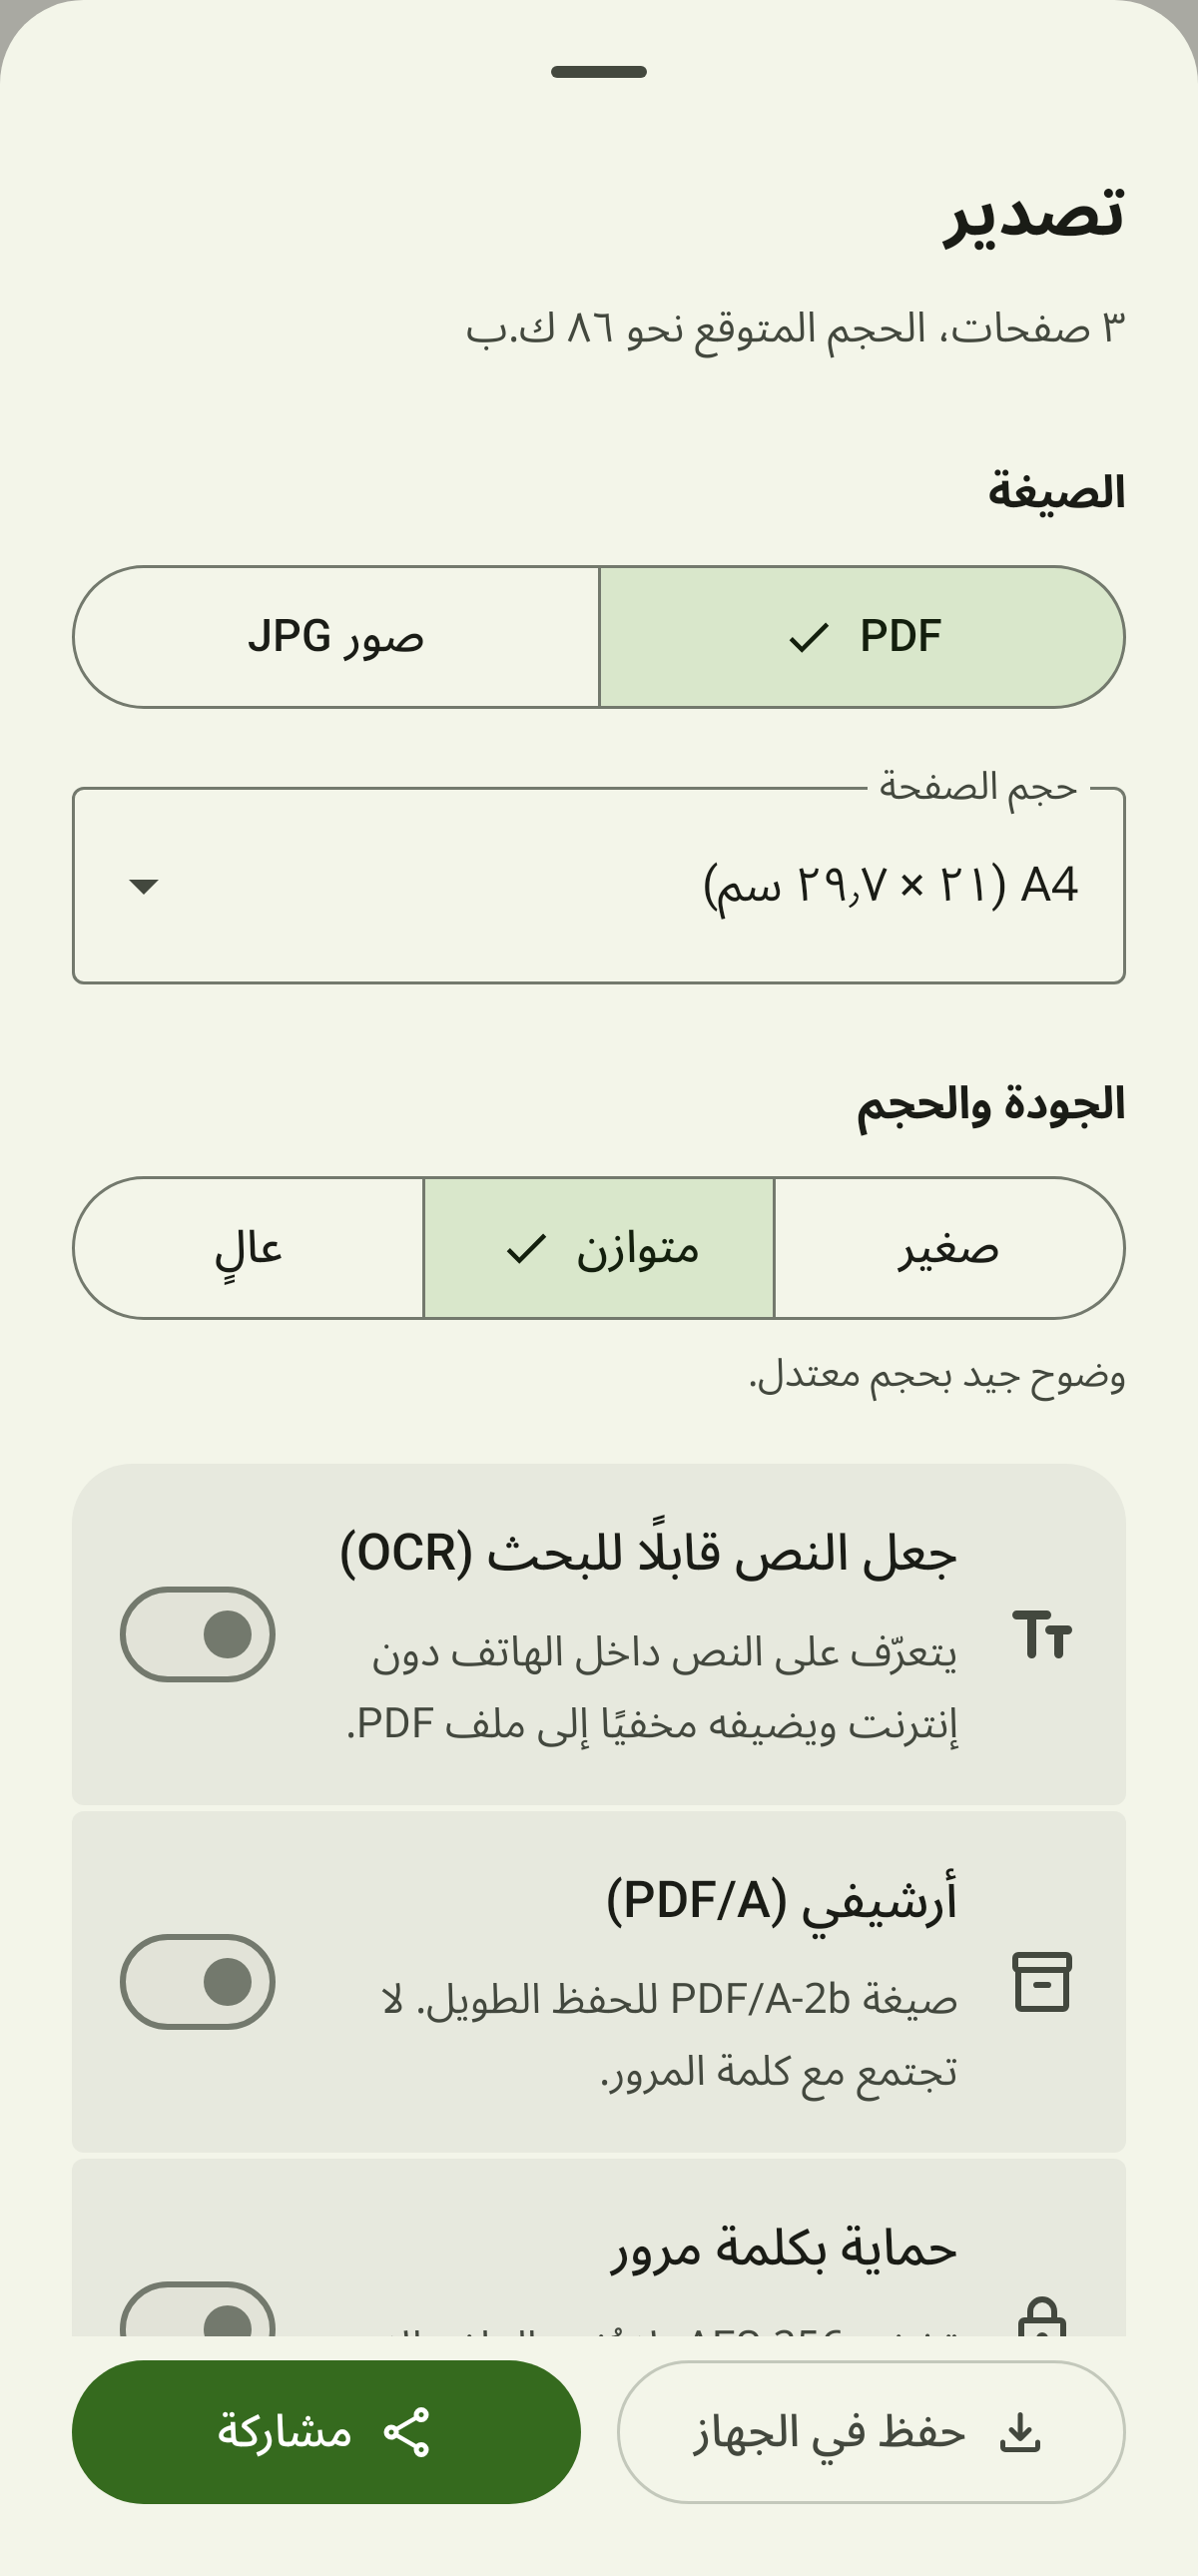 تصدير
٣ صفحات، الحجم المتوقع نحو ٨٦ ك.ب
الصيغة
PDF
صور JPG
حجم الصفحة
A4 (٢١ × ٢٩٫٧ سم)
الجودة والحجم
صغير
متوازن
عالٍ
وضوح جيد بحجم معتدل.
جعل النص قابلًا للبحث (OCR)
يتعرّف على النص داخل الهاتف دون
إنترنت ويضيفه مخفيًا إلى ملف PDF.
أرشيفي (PDF/A)
صيغة PDF/A-2b للحفظ الطويل. لا
تجتمع مع كلمة المرور.
حماية بكلمة مرور
حفظ في الجهاز
مشاركة